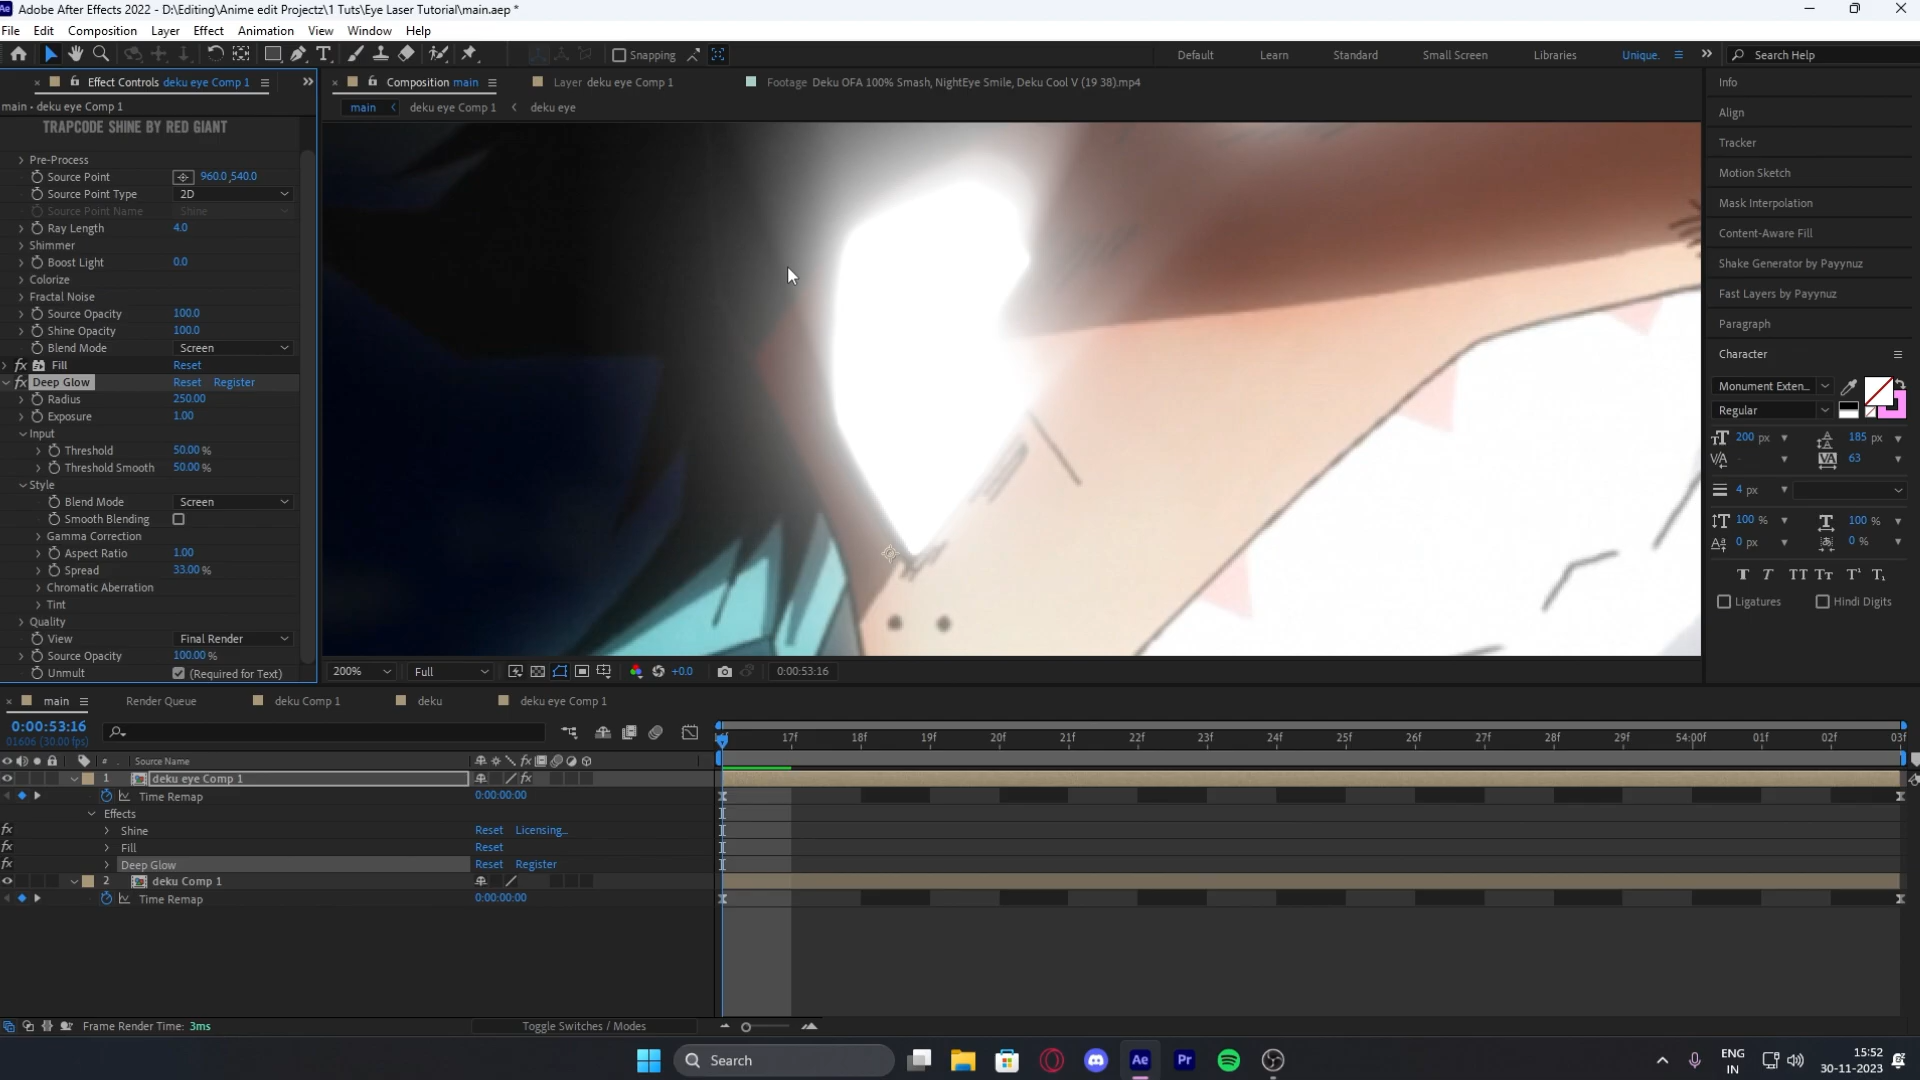 Ae Adobe After Effects 2022 - D:\Editing\Anime edit Projectz\1 Tuts\Eye Laser Tutorial\main.aep *
File Edit Composition Layer Effect Animation View Window Help
Snapping Default Learn Standard Small Screen Libraries Unique. Search Help
Effect Controls deku eye Comp 1 Composition main Layer deku eye Comp 1 Footage Deku OFA 100% Smash, NightEye Smile, Deku Cool V (19 38).mp4
main • deku eye Comp 1
main deku eye Comp 1 deku eye
TRAPCODE SHINE BY RED GIANT
Pre-Process
Source Point 960.0,540.0
Source Point Type 2D
Source Point Name Shine
Ray Length 4.0
Shimmer
Boost Light 0.0
Colorize
Fractal Noise
Source Opacity 100.0
Shine Opacity 100.0
Blend Mode Screen
fx Fill Reset
fx Deep Glow Reset Register
Radius 250.00
Exposure 1.00
Input
Threshold 50.00 %
Threshold Smooth 50.00 %
Style
Blend Mode Screen
Smooth Blending
Gamma Correction
Aspect Ratio 1.00
Spread 33.00 %
Chromatic Aberration
Tint
Quality
View Final Render
Source Opacity 100.00 %
Unmult (Required for Text)
200% Full +0.0 0:00:53:16
Info
Align
Tracker
Motion Sketch
Mask Interpolation
Content-Aware Fill
Shake Generator by Payynuz
Fast Layers by Payynuz
Paragraph
Character
Monument Exten...
Regular
200 px 185 px
- 63
4 px
100 % 100 %
0 px 0 %
T T TT Tт T¹ T₁
Ligatures Hindi Digits
main Render Queue deku Comp 1 deku deku eye Comp 1
0:00:53:16
01606 (30.00 fps)
17f 18f 19f 20f 21f 22f 23f 24f 25f 26f 27f 28f 29f 54:00f 01f 02f 03f
# Source Name fx
1 deku eye Comp 1 fx
Time Remap 0:00:00:00
Effects
fx Shine Reset Licensing...
fx Fill Reset
fx Deep Glow Reset Register
2 deku Comp 1
Time Remap 0:00:00:00
Frame Render Time: 3ms Toggle Switches / Modes
Search Ae Pr ENG IN 15:52 30-11-2023